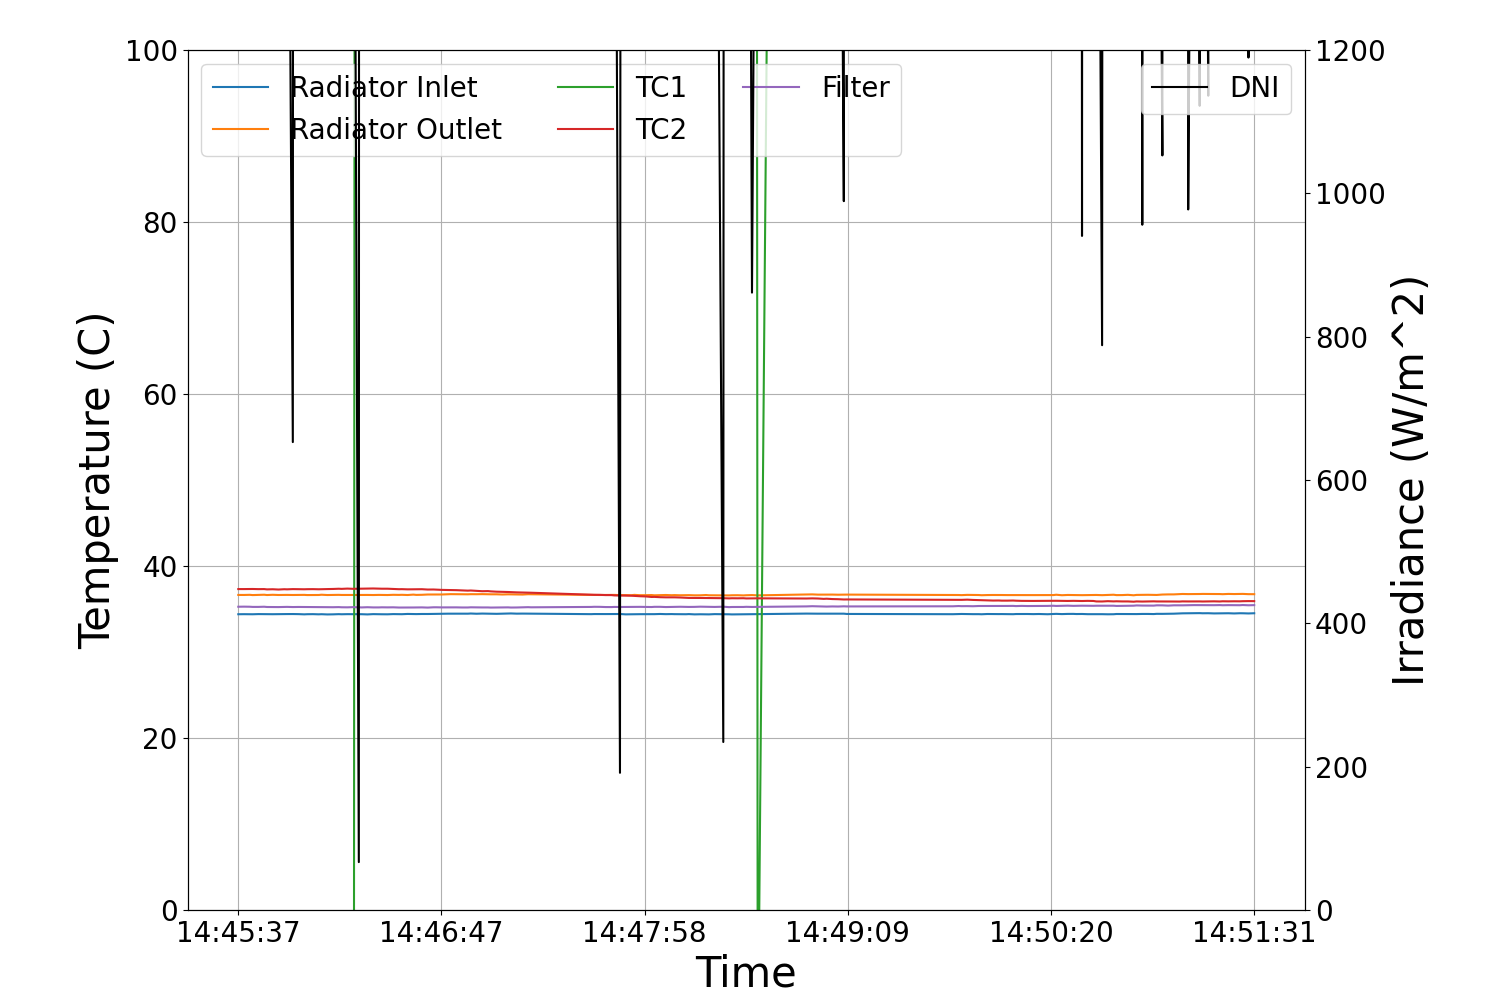 100
80
60
40
20
0
Temperature (C)
Radiator Inlet
Radiator Outlet
TC1
TC2
Filter
DNI
1200
1000
800
600
400
200
0
Irradiance (W/m^2)
14:45:37 14:46:47 14:47:58 14:49:09 14:50:20 14:51:31
Time